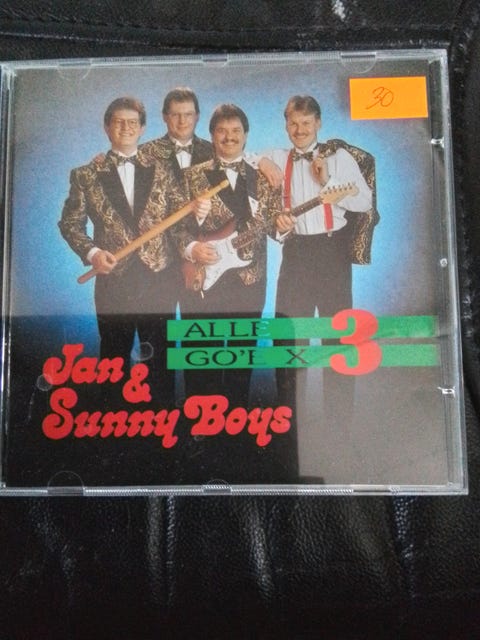 30
ALLE
GO'E X 3
Jan &
Sunny Boys